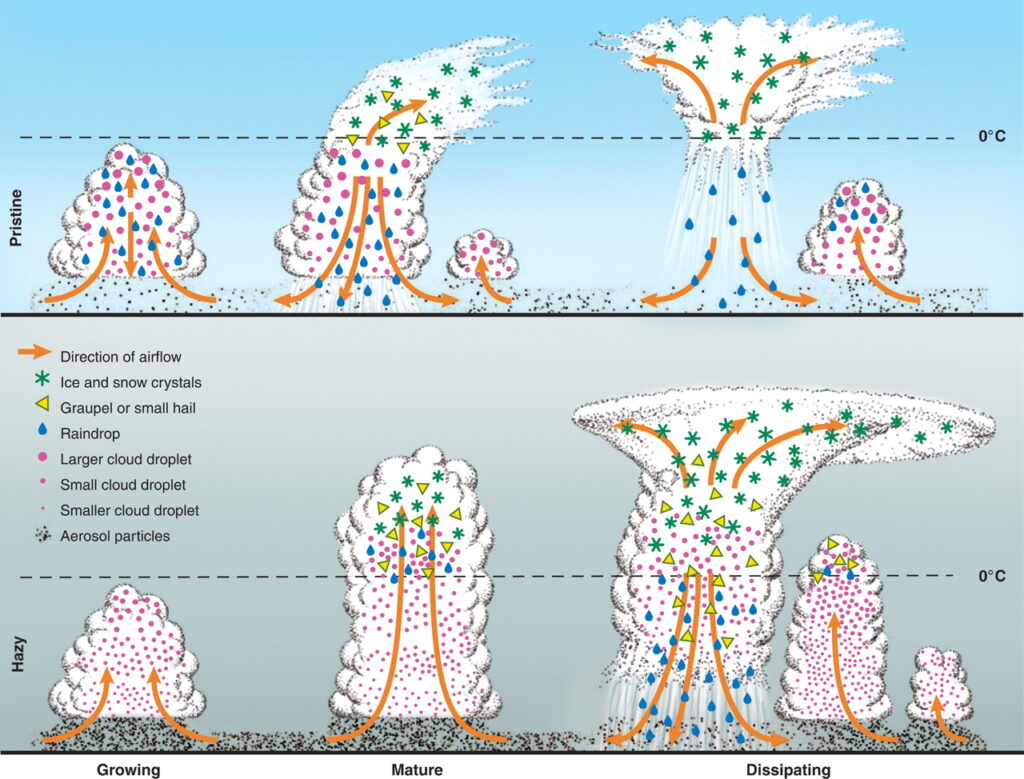 0°C
Pristine
Direction of airflow
Ice and snow crystals
Graupel or small hail
Raindrop
Larger cloud droplet
Small cloud droplet
Smaller cloud droplet
Aerosol particles
0°C
Hazy
Growing
Mature
Dissipating